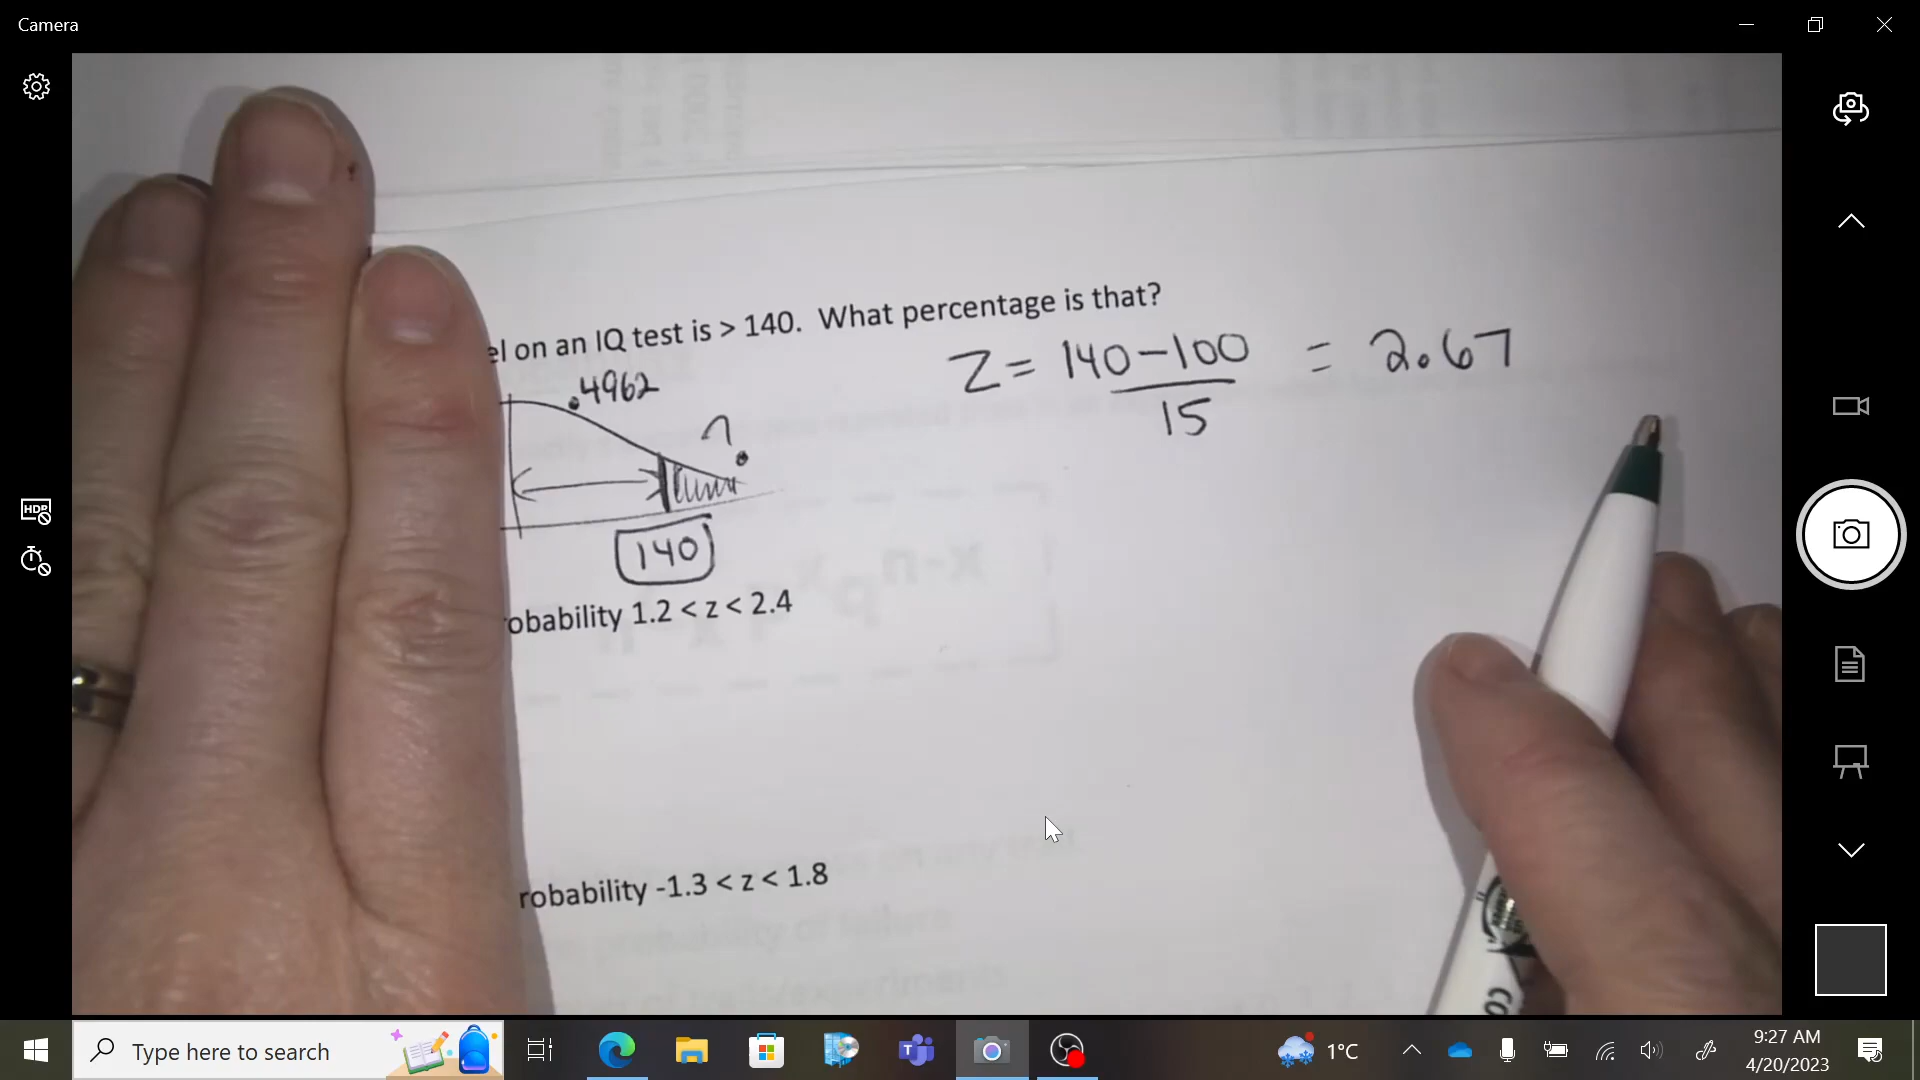 Camera
el on an IQ test is > 140. What percentage is that?
Z = 140 - 100 = 2.67
15
.4962
?
140
obability 1.2 < z < 2.4
robability -1.3 < z < 1.8
Type here to search
1°C
9:27 AM
4/20/2023